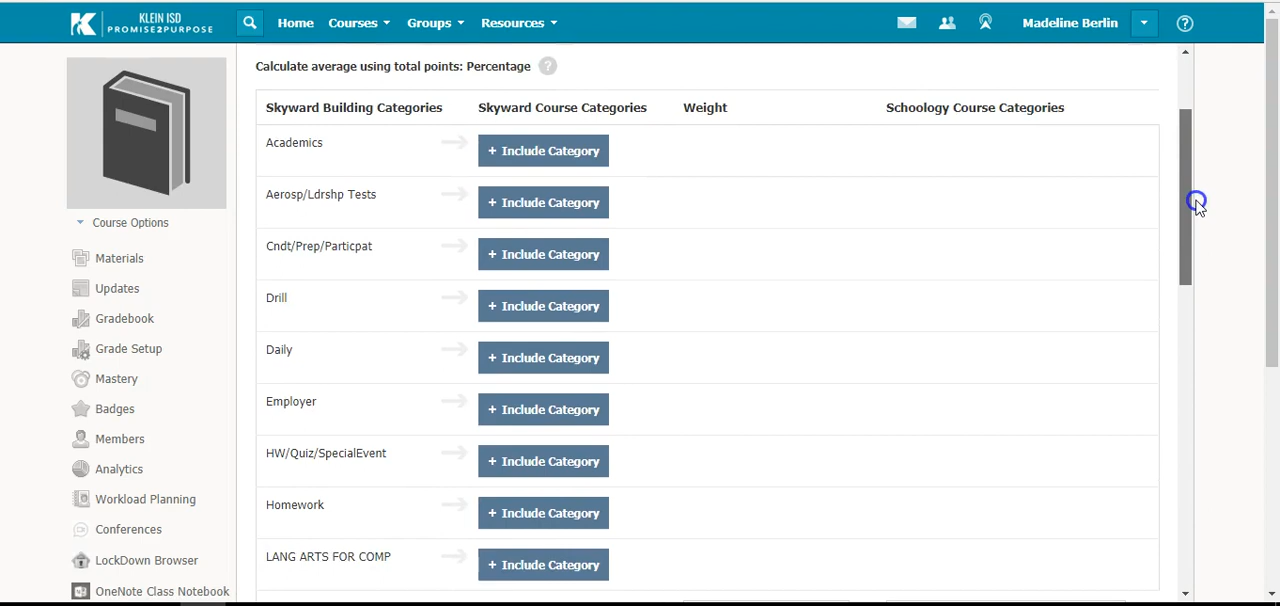 KLEIN ISD
PROMISE2PURPOSE
Home Courses Groups Resources Madeline Berlin
Calculate average using total points: Percentage
Skyward Building Categories Skyward Course Categories Weight Schoology Course Categories
Academics + Include Category
Aerosp/Ldrshp Tests + Include Category
Cndt/Prep/Particpat + Include Category
Drill + Include Category
Daily + Include Category
Employer + Include Category
HW/Quiz/SpecialEvent + Include Category
Homework + Include Category
LANG ARTS FOR COMP + Include Category
Course Options
Materials
Updates
Gradebook
Grade Setup
Mastery
Badges
Members
Analytics
Workload Planning
Conferences
LockDown Browser
OneNote Class Notebook